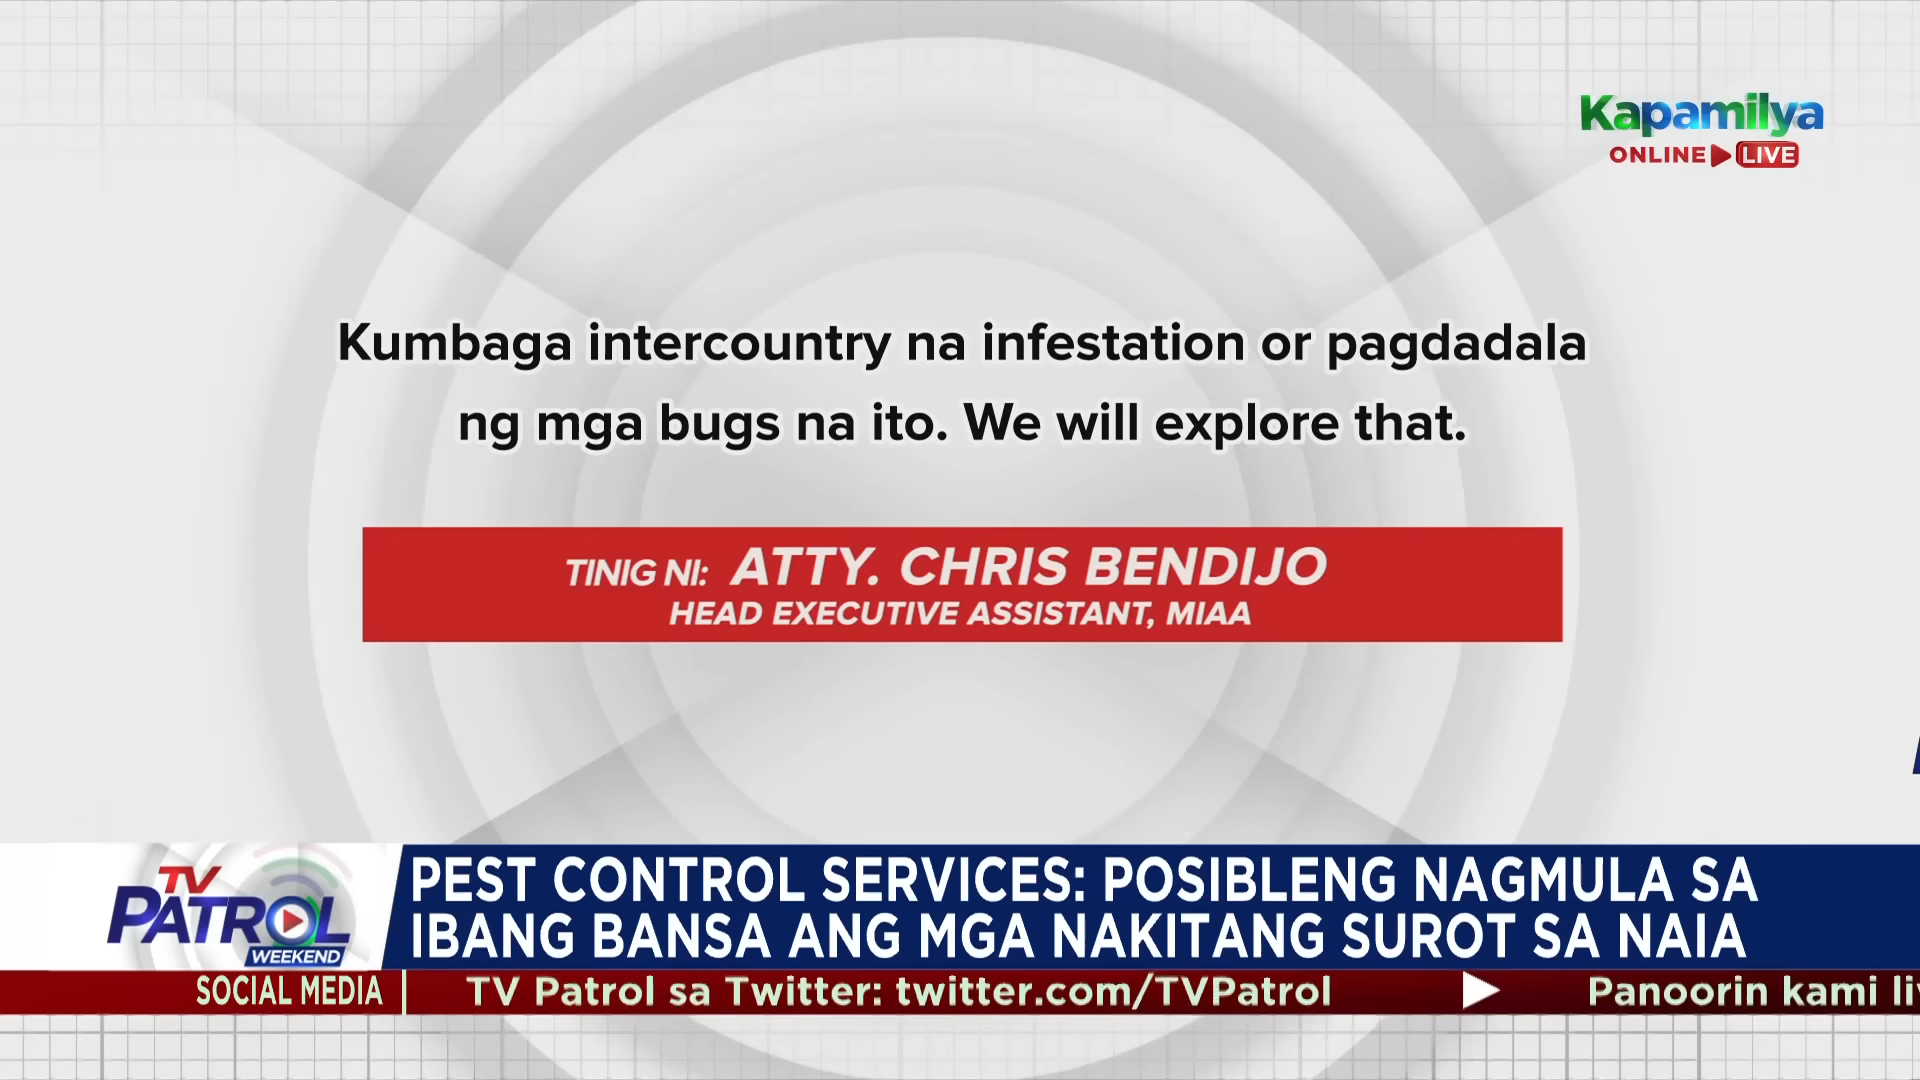 Kapamilya
ONLINE LIVE
Kumbaga intercountry na infestation or pagdadala
ng mga bugs na ito. We will explore that.
TINIG NI: ATTY. CHRIS BENDIJO
HEAD EXECUTIVE ASSISTANT, MIAA
TV
PATROL
WEEKEND
PEST CONTROL SERVICES: POSIBLENG NAGMULA SA
IBANG BANSA ANG MGA NAKITANG SUROT SA NAIA
SOCIAL MEDIA TV Patrol sa Twitter: twitter.com/TVPatrol Panoorin kami